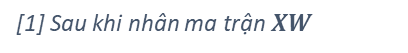 [1] Sau khi nhân ma trận XW